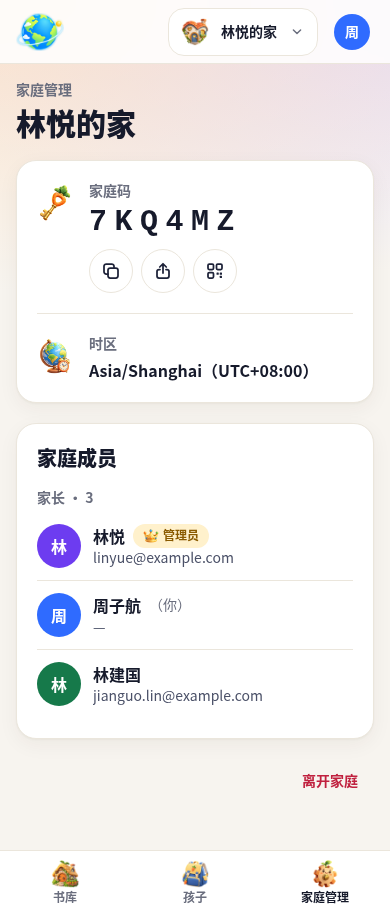 林悦的家
周
家庭管理
林悦的家
家庭码
7KQ4MZ
时区
Asia/Shanghai（UTC+08:00）
家庭成员
家长 • 3
林
林悦
管理员
linyue@example.com
周
周子航
（你）
—
林
林建国
jianguo.lin@example.com
离开家庭
书库
孩子
家庭管理